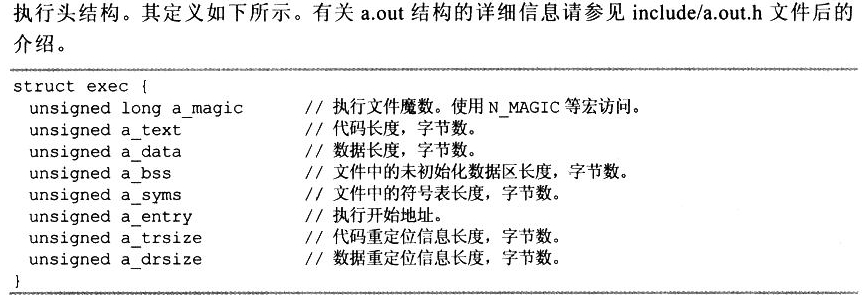 执行头结构。其定义如下所示。有关 a.out 结构的详细信息请参见 include/a.out.h 文件后的
介绍。
struct exec {
  unsigned long a_magic      // 执行文件魔数。使用N_MAGIC等宏访问。
  unsigned a_text            // 代码长度，字节数。
  unsigned a_data            // 数据长度，字节数。
  unsigned a_bss             // 文件中的未初始化数据区长度，字节数。
  unsigned a_syms            // 文件中的符号表长度，字节数。
  unsigned a_entry           // 执行开始地址。
  unsigned a_trsize          // 代码重定位信息长度，字节数。
  unsigned a_drsize          // 数据重定位信息长度，字节数。
}